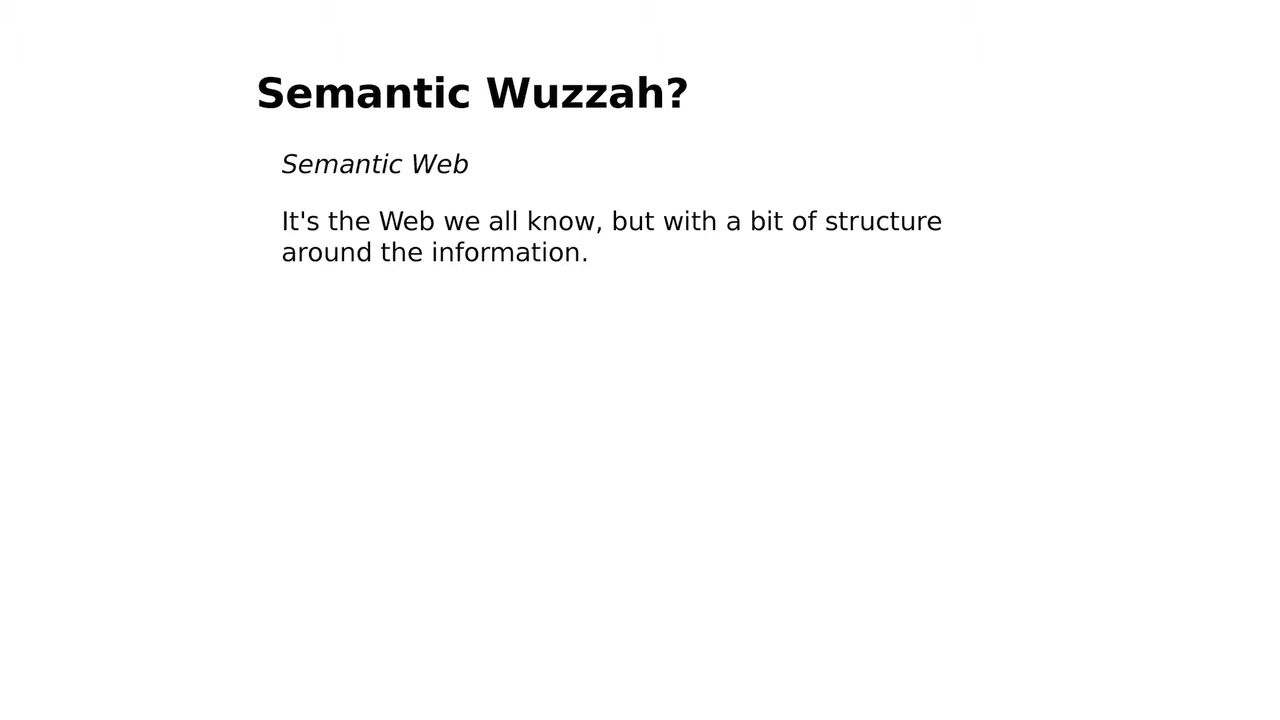 Semantic Wuzzah?
Semantic Web
It's the Web we all know, but with a bit of structure
around the information.